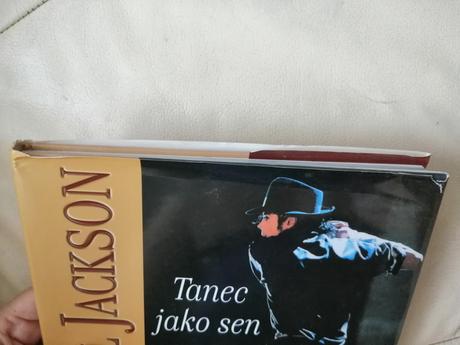 L JACKSON
Tanec
jako sen